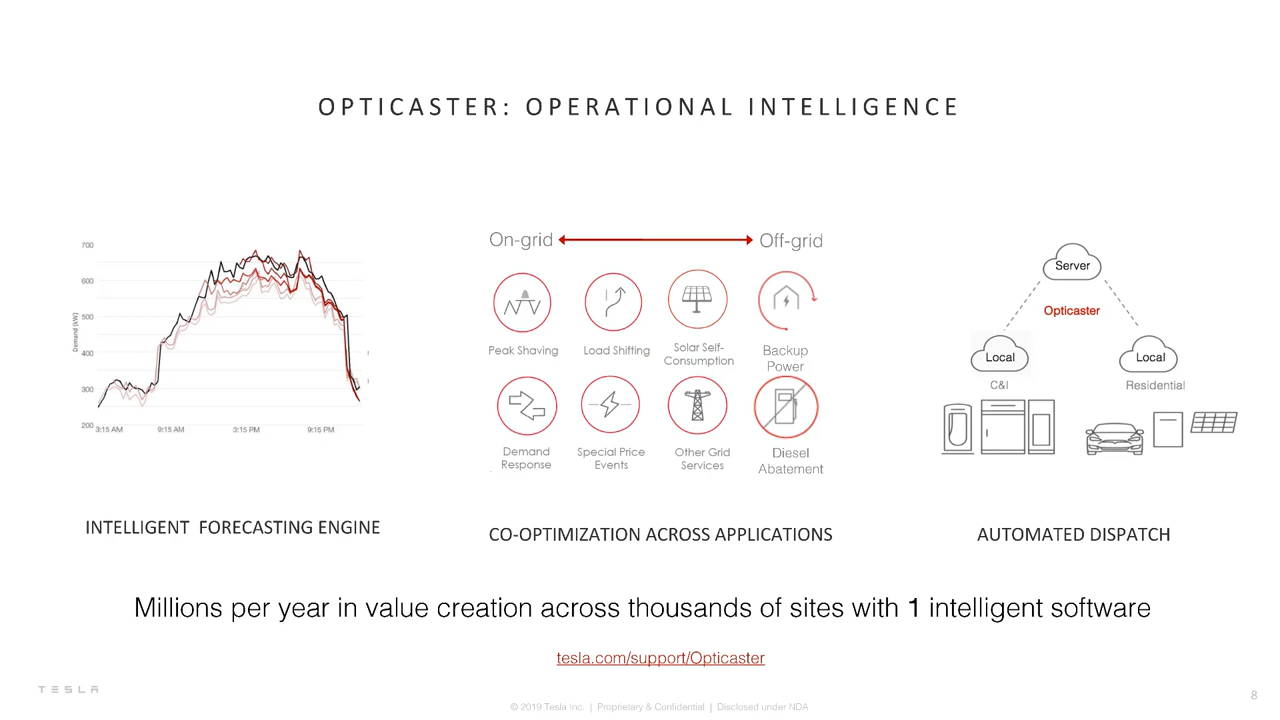 OPTICASTER: OPERATIONAL INTELLIGENCE
700
600
500
400
300
200
Demand (kW)
3:15 AM
9:15 AM
3:15 PM
9:15 PM
INTELLIGENT FORECASTING ENGINE
On-grid
Off-grid
Peak Shaving
Load Shifting
Solar Self-
Consumption
Backup
Power
Demand
Response
Special Price
Events
Other Grid
Services
Diesel
Abatement
CO-OPTIMIZATION ACROSS APPLICATIONS
Server
Opticaster
Local
Local
C&I
Residential
AUTOMATED DISPATCH
Millions per year in value creation across thousands of sites with 1 intelligent software
tesla.com/support/Opticaster
TESLA
© 2019 Tesla Inc. | Proprietary & Confidential | Disclosed under NDA
8